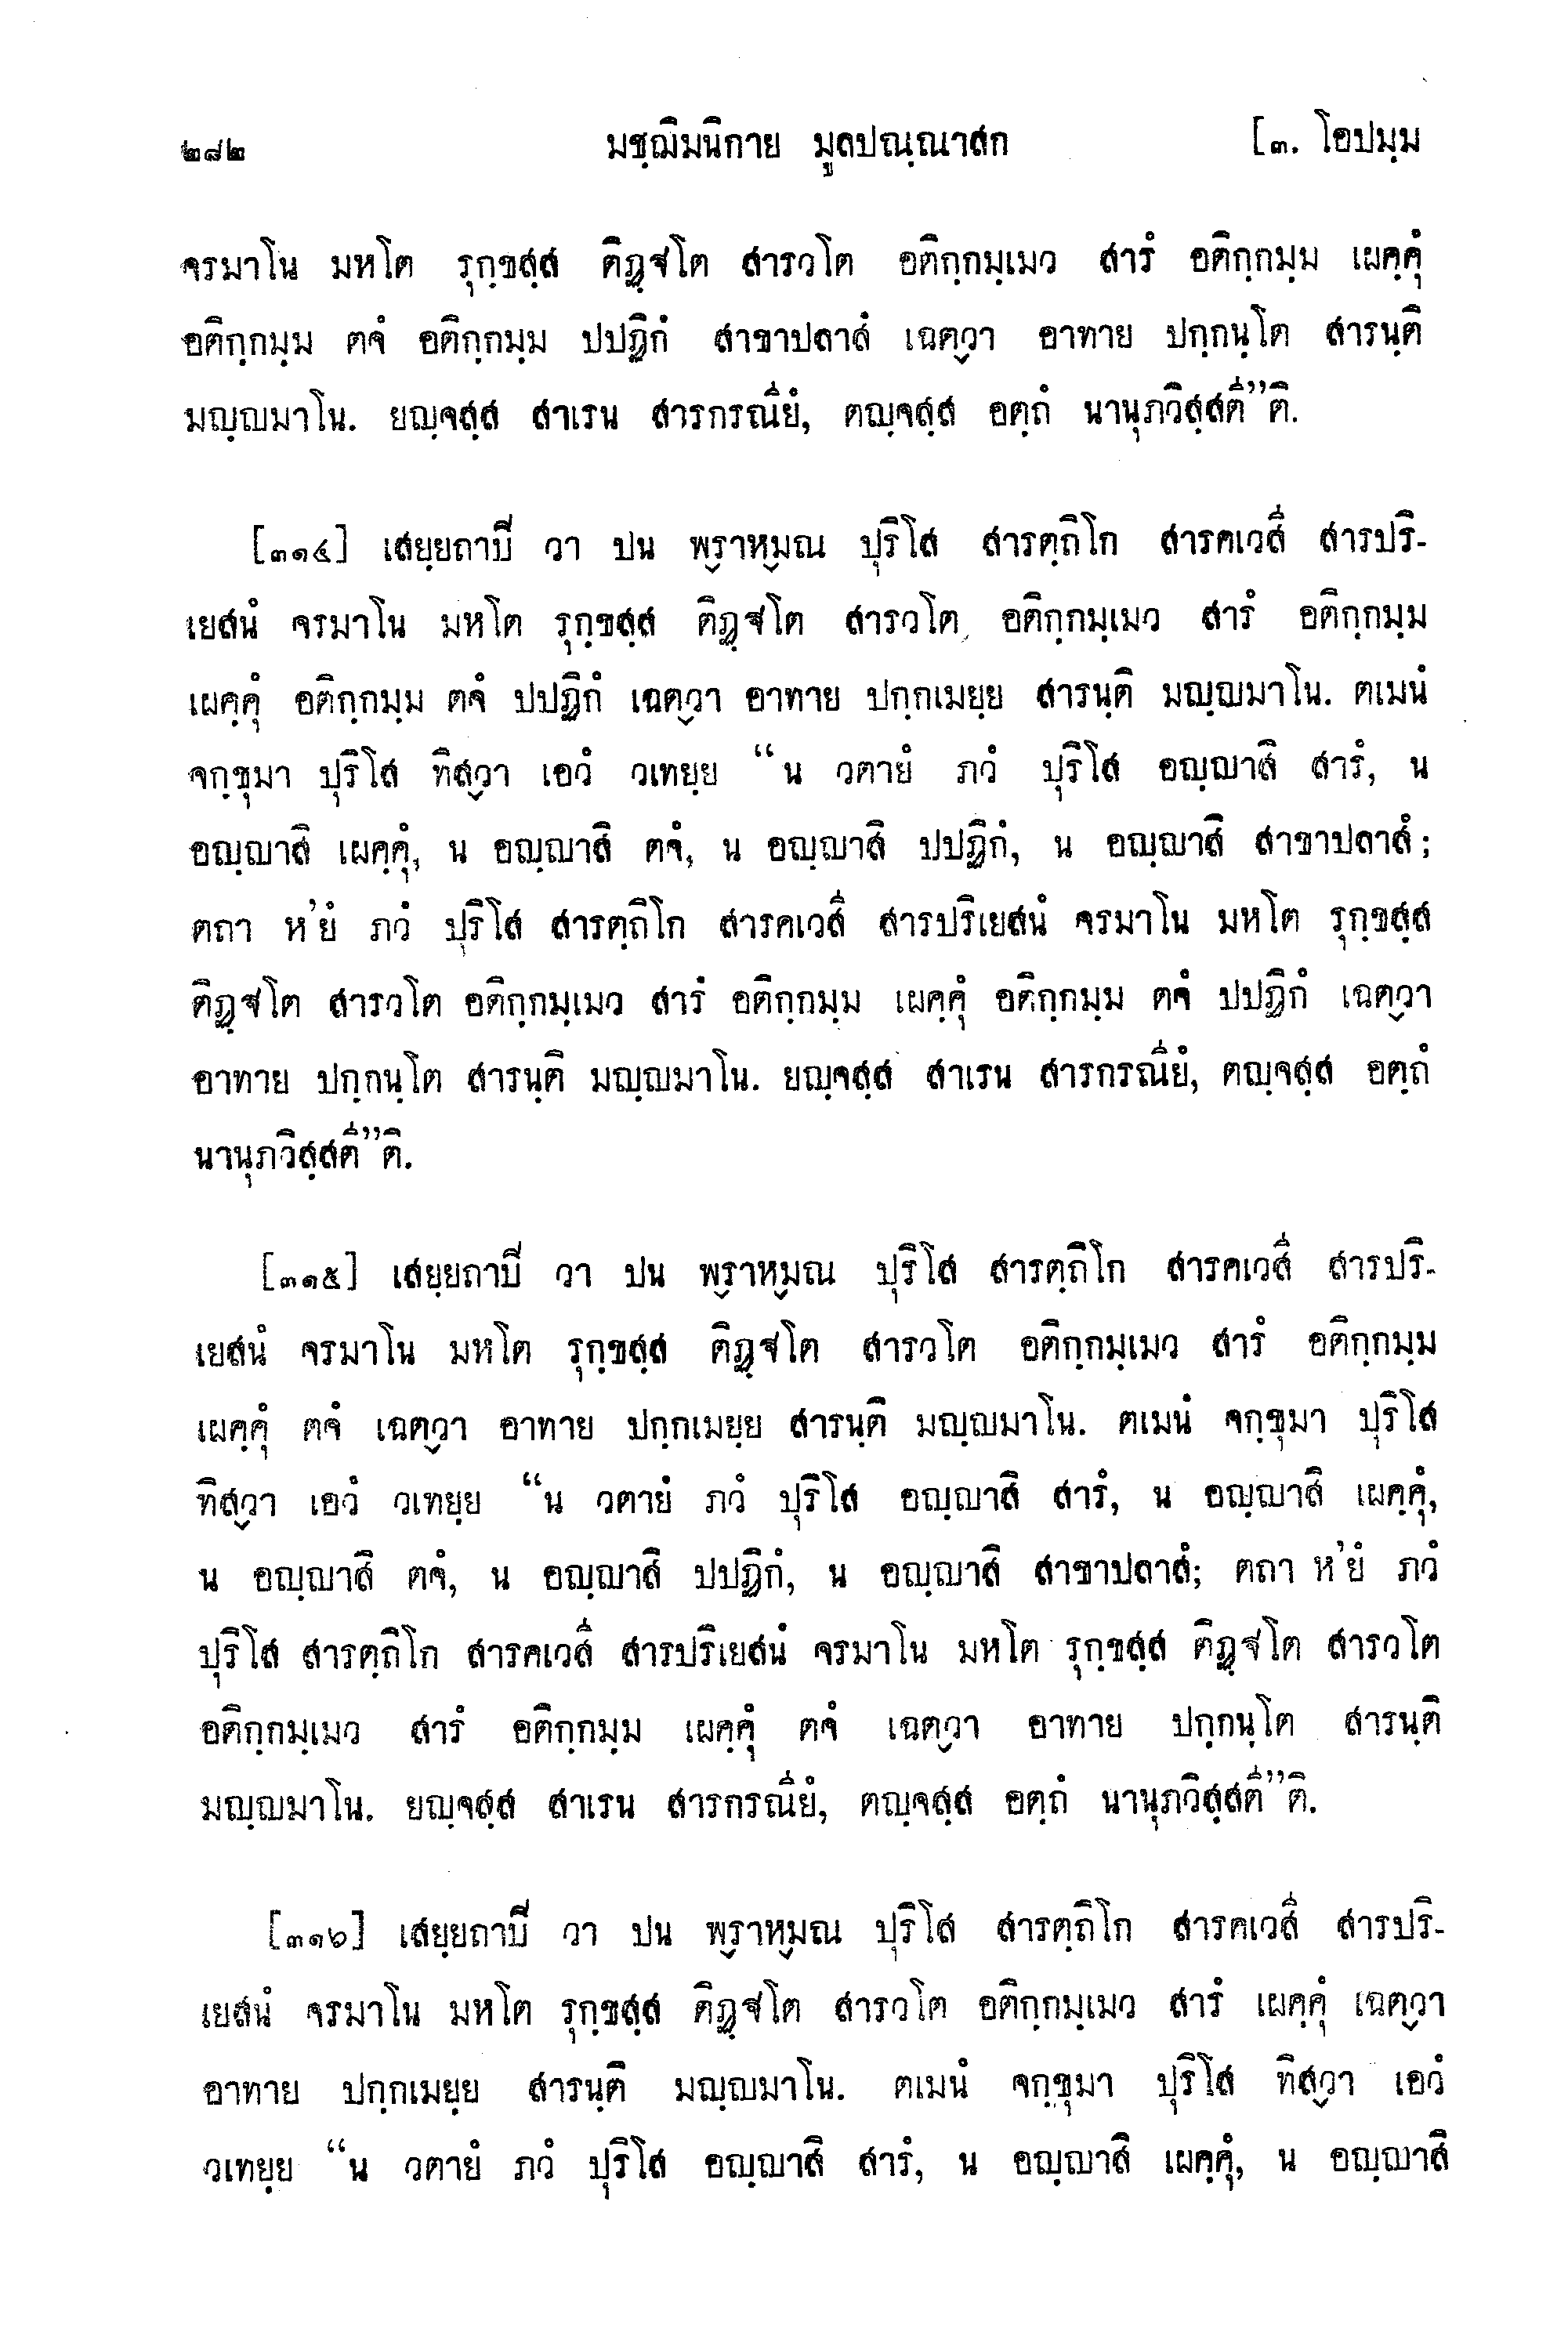 ๒๘๒ มชฺฌิมนิกาย มูลปณฺณาสก [๓. โอปมฺม
จรมาโน มหโต รุกฺขสฺส ติฏฺฐโต สารวโต อติกฺกมฺเมว สารํ อติกฺกมฺม เผคฺคุํ
อติกฺกมฺม ตจํ อติกฺกมฺม ปปฏิกํ สาขาปลาสํ เฉตฺวา อาทาย ปกฺกนฺโต สารนฺติ
มญฺญมาโน. ยญฺจสฺส สาเรน สารกรณียํ, ตญฺจสฺส อตฺถํ นานุภวิสฺสตี”ติ.
[๓๑๔] เสยฺยถาปี วา ปน พฺราหฺมณ ปุริโส สารตฺถิโก สารคเวสี สารปริ-
เยสนํ จรมาโน มหโต รุกฺขสฺส ติฏฺฐโต สารวโต อติกฺกมฺเมว สารํ อติกฺกมฺม
เผคฺคุํ อติกฺกมฺม ตจํ ปปฏิกํ เฉตฺวา อาทาย ปกฺกเมยฺย สารนฺติ มญฺญมาโน. ตเมนํ
จกฺขุมา ปุริโส ทิสฺวา เอวํ วเทยฺย “น วตายํ ภวํ ปุริโส อญฺญาสิ สารํ, น
อญฺญาสิ เผคฺคุํ, น อญฺญาสิ ตจํ, น อญฺญาสิ ปปฏิกํ, น อญฺญาสิ สาขาปลาสํ;
ตถา ห’ยํ ภวํ ปุริโส สารตฺถิโก สารคเวสี สารปริเยสนํ จรมาโน มหโต รุกฺขสฺส
ติฏฺฐโต สารวโต อติกฺกมฺเมว สารํ อติกฺกมฺม เผคฺคุํ อติกฺกมฺม ตจํ ปปฏิกํ เฉตฺวา
อาทาย ปกฺกนฺโต สารนฺติ มญฺญมาโน. ยญฺจสฺส สาเรน สารกรณียํ, ตญฺจสฺส อตฺถํ
นานุภวิสฺสตี”ติ.
[๓๑๕] เสยฺยถาปี วา ปน พฺราหฺมณ ปุริโส สารตฺถิโก สารคเวสี สารปริ-
เยสนํ จรมาโน มหโต รุกฺขสฺส ติฏฺฐโต สารวโต อติกฺกมฺเมว สารํ อติกฺกมฺม
เผคฺคุํ ตจํ เฉตฺวา อาทาย ปกฺกเมยฺย สารนฺติ มญฺญมาโน. ตเมนํ จกฺขุมา ปุริโส
ทิสฺวา เอวํ วเทยฺย “น วตายํ ภวํ ปุริโส อญฺญาสิ สารํ, น อญฺญาสิ เผคฺคุํ,
น อญฺญาสิ ตจํ, น อญฺญาสิ ปปฏิกํ, น อญฺญาสิ สาขาปลาสํ; ตถา ห’ยํ ภวํ
ปุริโส สารตฺถิโก สารคเวสี สารปริเยสนํ จรมาโน มหโต รุกฺขสฺส ติฏฺฐโต สารวโต
อติกฺกมฺเมว สารํ อติกฺกมฺม เผคฺคุํ ตจํ เฉตฺวา อาทาย ปกฺกนฺโต สารนฺติ
มญฺญมาโน. ยญฺจสฺส สาเรน สารกรณียํ, ตญฺจสฺส อตฺถํ นานุภวิสฺสตี”ติ.
[๓๑๖] เสยฺยถาปี วา ปน พฺราหฺมณ ปุริโส สารตฺถิโก สารคเวสี สารปริ-
เยสนํ จรมาโน มหโต รุกฺขสฺส ติฏฺฐโต สารวโต อติกฺกมฺเมว สารํ เผคฺคุํ เฉตฺวา
อาทาย ปกฺกเมยฺย สารนฺติ มญฺญมาโน. ตเมนํ จกฺขุมา ปุริโส ทิสฺวา เอวํ
วเทยฺย “น วตายํ ภวํ ปุริโส อญฺญาสิ สารํ, น อญฺญาสิ เผคฺคุํ, น อญฺญาสิ